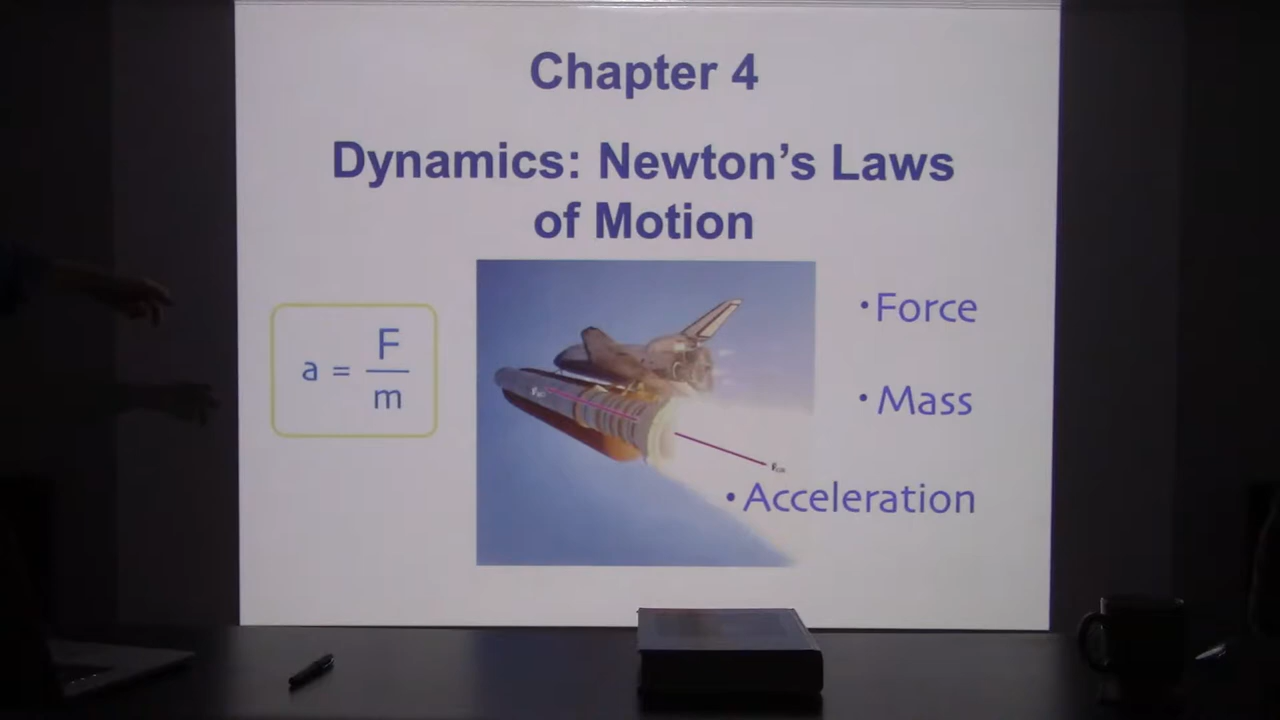 Chapter 4
Dynamics: Newton's Laws
of Motion
a = F/m
•Force
•Mass
•Acceleration